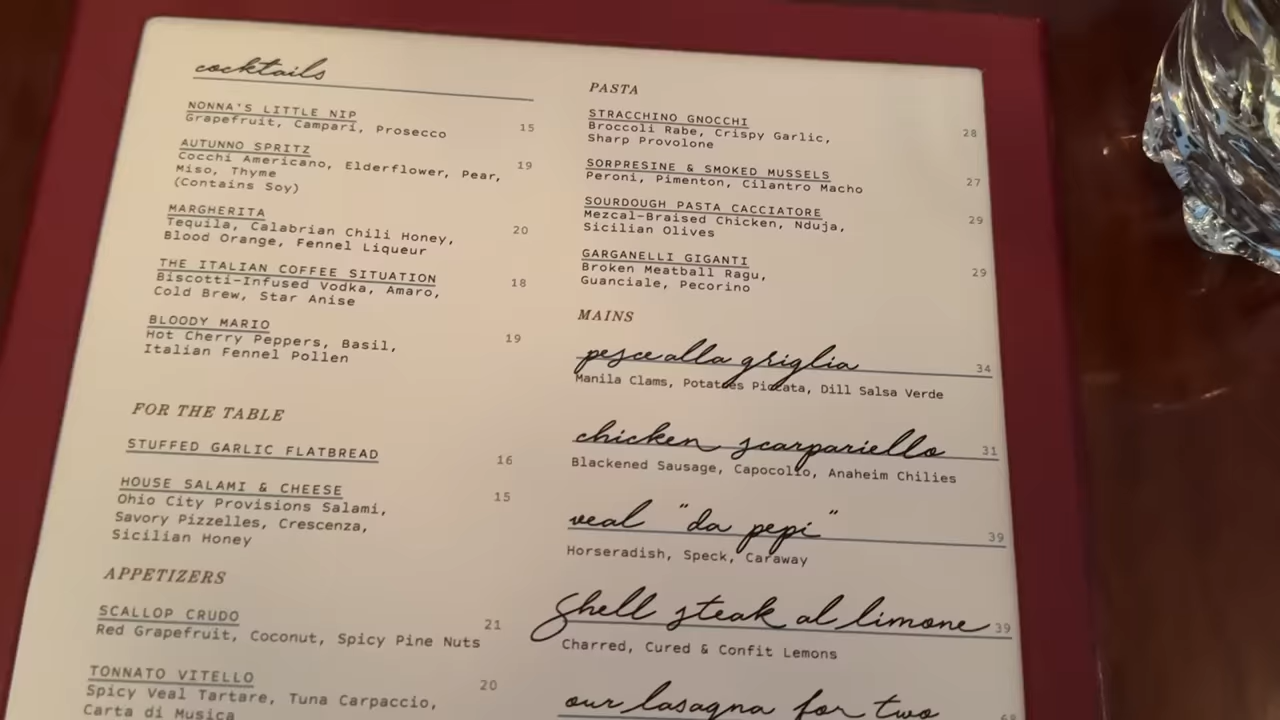 cocktails
NONNA'S LITTLE NIP
Grapefruit, Campari, Prosecco 15
AUTUNNO SPRITZ
Cocchi Americano, Elderflower, Pear, 19
Miso, Thyme
(Contains Soy)
MARGHERITA
Tequila, Calabrian Chili Honey, 20
Blood Orange, Fennel Liqueur
THE ITALIAN COFFEE SITUATION
Biscotti-Infused Vodka, Amaro, 18
Cold Brew, Star Anise
BLOODY MARIO
Hot Cherry Peppers, Basil, 19
Italian Fennel Pollen
FOR THE TABLE
STUFFED GARLIC FLATBREAD 16
HOUSE SALAMI & CHEESE 15
Ohio City Provisions Salami,
Savory Pizzelles, Crescenza,
Sicilian Honey
APPETIZERS
SCALLOP CRUDO 21
Red Grapefruit, Coconut, Spicy Pine Nuts
TONNATO VITELLO 20
Spicy Veal Tartare, Tuna Carpaccio,
Carta di Musica
PASTA
STRACCHINO GNOCCHI 28
Broccoli Rabe, Crispy Garlic,
Sharp Provolone
SORPRESINE & SMOKED MUSSELS 27
Peroni, Pimenton, Cilantro Macho
SOURDOUGH PASTA CACCIATORE 29
Mezcal-Braised Chicken, Nduja,
Sicilian Olives
GARGANELLI GIGANTI 29
Broken Meatball Ragu,
Guanciale, Pecorino
MAINS
pesce alla griglia 34
Manila Clams, Potatoes Piccata, Dill Salsa Verde
chicken scarpariello 31
Blackened Sausage, Capocollo, Anaheim Chilies
veal "da pepi" 39
Horseradish, Speck, Caraway
shell steak al limone 39
Charred, Cured & Confit Lemons
our lasagna for two